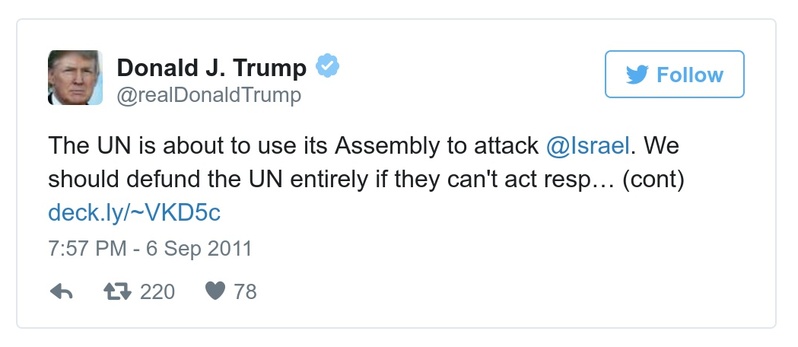 Donald J. Trump
@realDonaldTrump
Follow
The UN is about to use its Assembly to attack @Israel. We
should defund the UN entirely if they can't act resp… (cont)
deck.ly/~VKD5c
7:57 PM - 6 Sep 2011
220 78